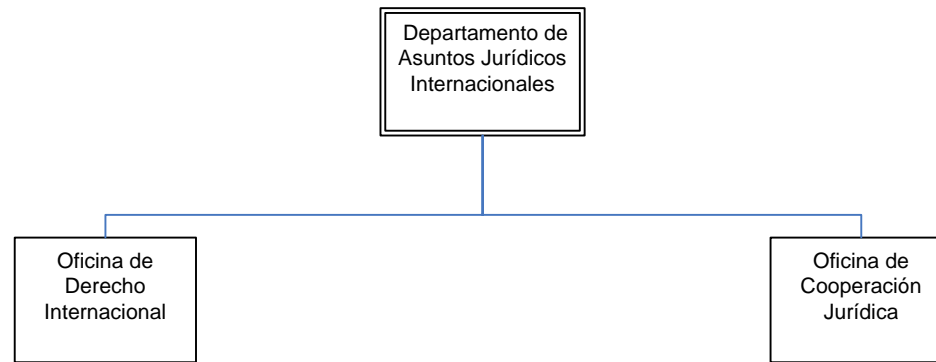 Departamento de
Asuntos Jurídicos
Internacionales
Oficina de
Derecho
Internacional
Oficina de
Cooperación
Jurídica